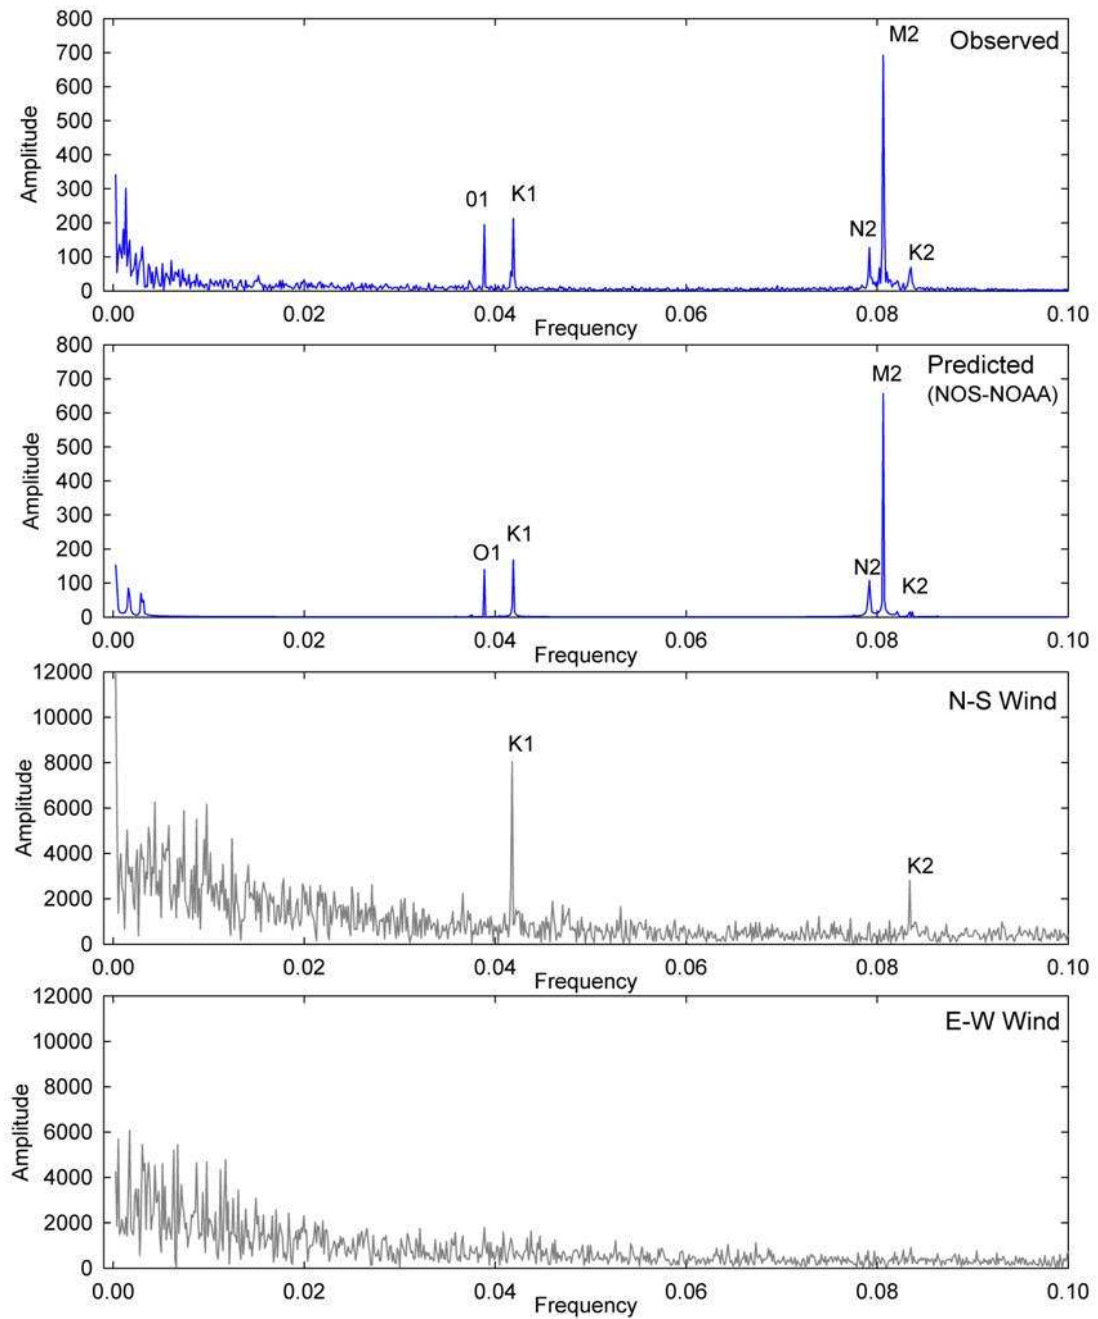 800
700
600
500
400
300
200
100
0
Amplitude
M2
Observed
01
K1
N2
K2
0.00 0.02 0.04 0.06 0.08 0.10
Frequency
800
700
600
500
400
300
200
100
0
Amplitude
M2
Predicted
(NOS-NOAA)
O1
K1
N2
K2
0.00 0.02 0.04 0.06 0.08 0.10
Frequency
12000
10000
8000
6000
4000
2000
0
Amplitude
N-S Wind
K1
K2
0.00 0.02 0.04 0.06 0.08 0.10
Frequency
12000
10000
8000
6000
4000
2000
0
Amplitude
E-W Wind
0.00 0.02 0.04 0.06 0.08 0.10
Frequency